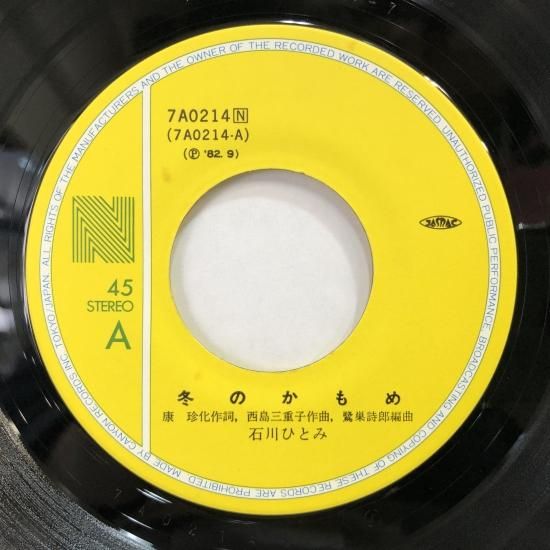 7A0214 N
(7A0214-A)
(Ⓟ '82. 9)
N
45
STEREO
A
JASRAC
冬のかもめ
康 珍化作詞, 西島三重子作曲, 鷺巣詩郎編曲
石川ひとみ
ALL RIGHTS OF THE MANUFACTURERS AND THE OWNER OF THE RECORDED WORK ARE RESERVED. UNAUTHORIZED PUBLIC PERFORMANCE, BROADCASTING AND COPYING OF THESE RECORDS ARE PROHIBITED MADE BY CANYON RECORDS INC. TOKYO/JAPAN.